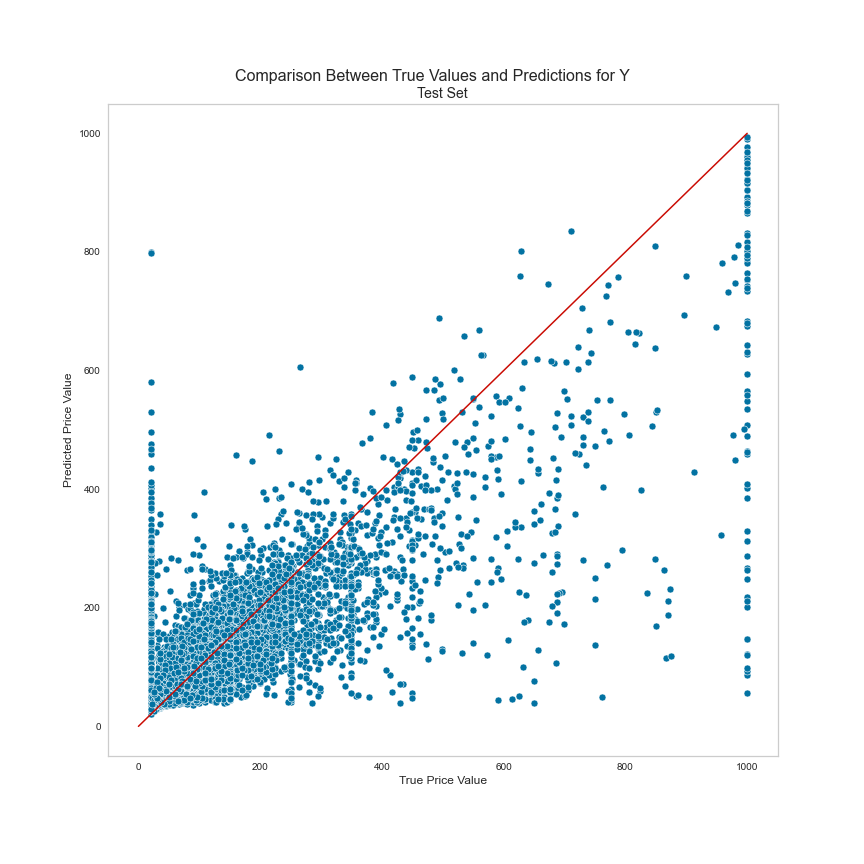 Comparison Between True Values and Predictions for Y
Test Set
Predicted Price Value
1000
800
600
400
200
0
0 200 400 600 800 1000
True Price Value